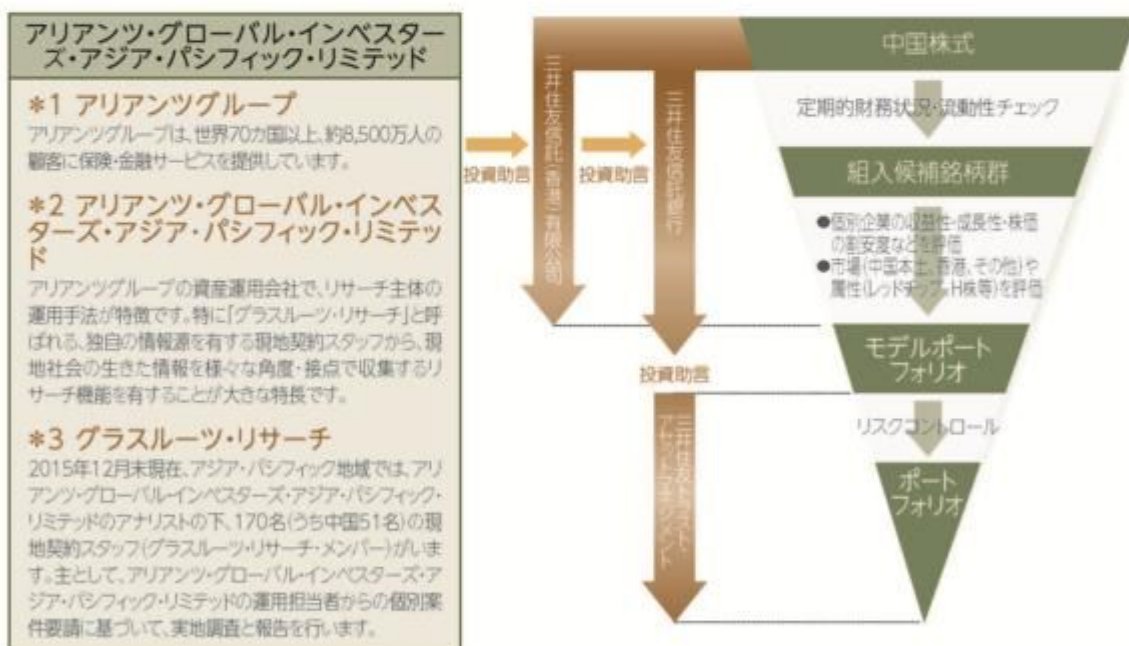 アリアンツ・グローバル・インベスター
ズ・アジア・パシフィック・リミテッド
*1 アリアンツグループ
アリアンツグループは、世界70カ国以上、約8,500万人の
顧客に保険・金融サービスを提供しています。
*2 アリアンツ・グローバル・インベス
ターズ・アジア・パシフィック・リミテッ
ド
アリアンツグループの資産運用会社で、リサーチ主体の
運用手法が特徴です。特に「グラスルーツ・リサーチ」と呼
ばれる、独自の情報源を有する現地契約スタッフから、現
地社会の生きた情報を様々な角度・接点で収集するリ
サーチ機能を有することが大きな特長です。
*3 グラスルーツ・リサーチ
2015年12月末現在、アジア・パシフィック地域では、アリ
アンツ・グローバル・インベスターズ・アジア・パシフィック・
リミテッドのアナリストの下、170名(うち中国51名)の現
地契約スタッフ(グラスルーツ・リサーチ・メンバー)がいま
す。主として、アリアンツ・グローバル・インベスターズ・ア
ジア・パシフィック・リミテッドの運用担当者からの個別案
件要請に基づいて、実地調査と報告を行います。
投資助言
三井住友信託(香港)有限公司
投資助言
三井住友信託銀行
投資助言
三井住友トラスト・
アセットマネジメント
中国株式
定期的財務状況・流動性チェック
組入候補銘柄群
●個別企業の収益性・成長性・株価
の割安度などを評価
●市場(中国本土、香港、その他)や
属性(レッドチップ、H株等)を評価
モデルポート
フォリオ
リスクコントロール
ポート
フォリオ